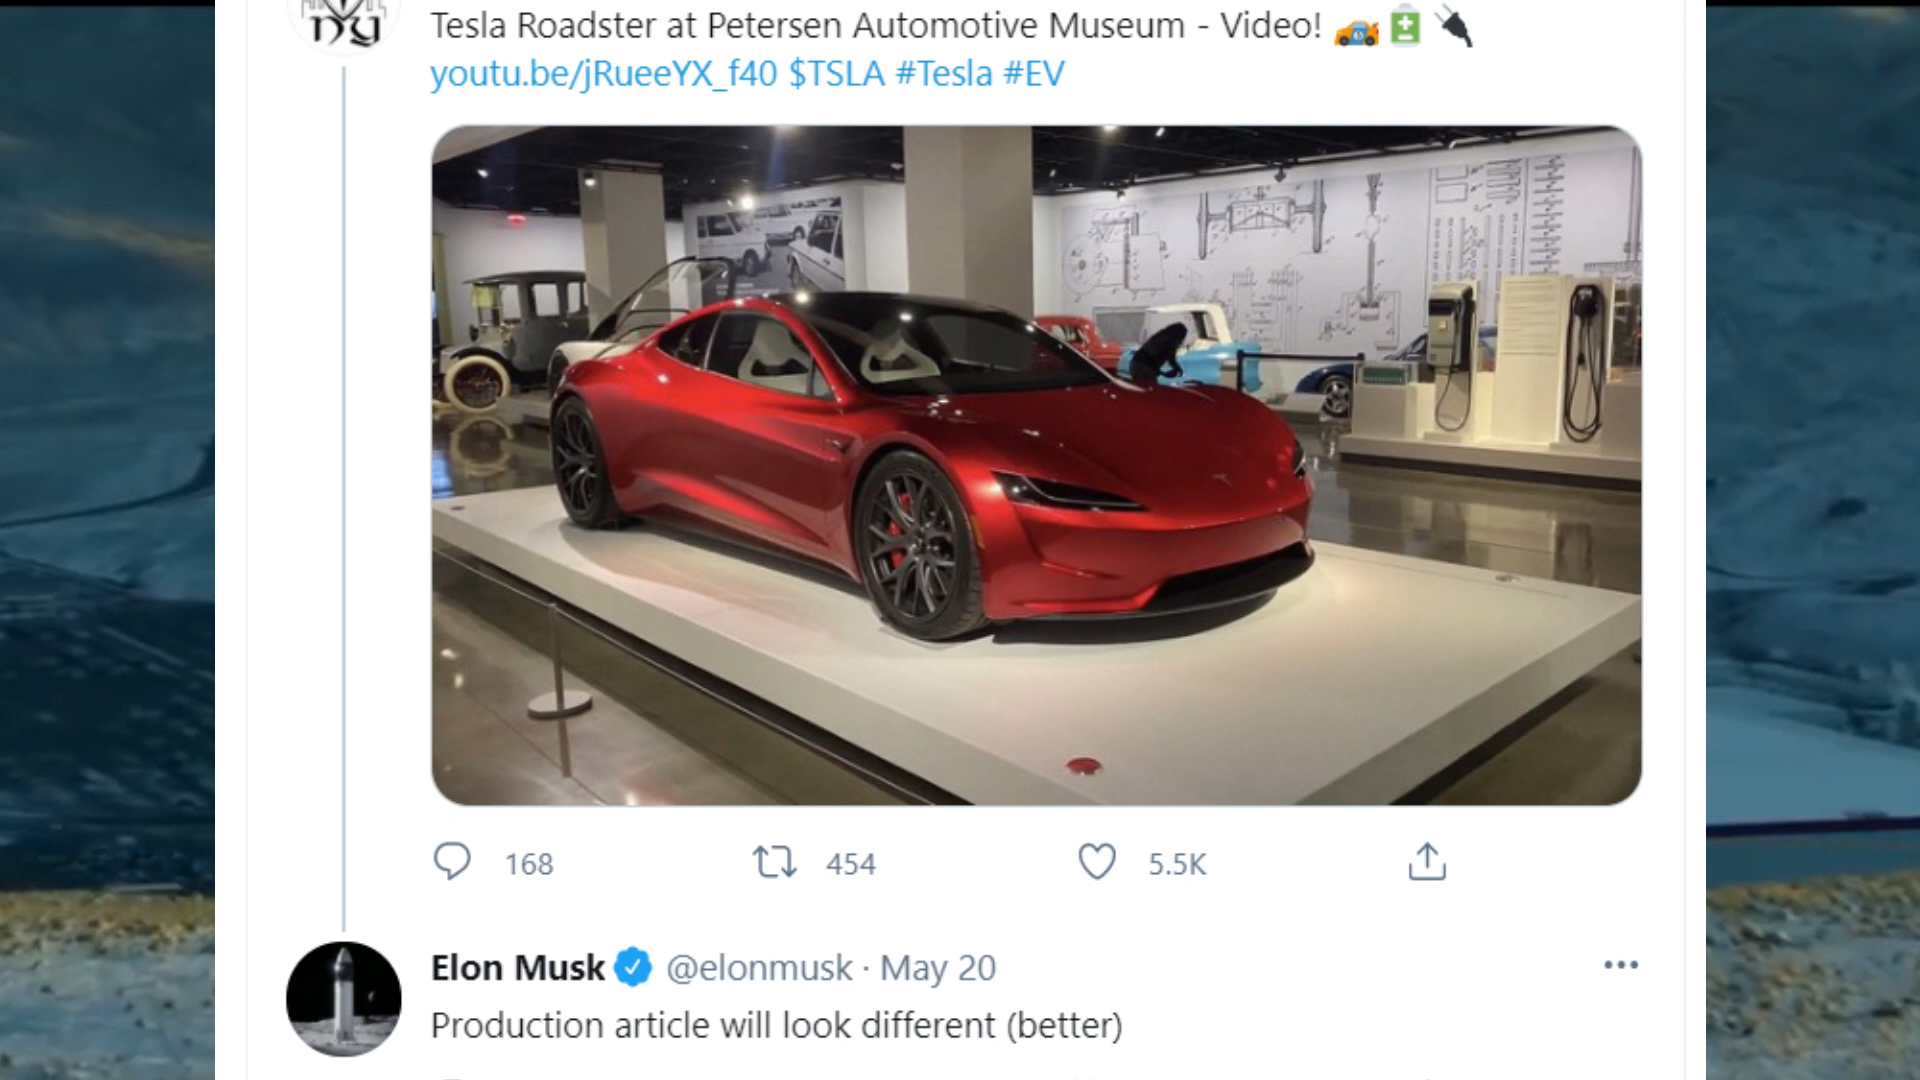 Tesla Roadster at Petersen Automotive Museum - Video!
youtu.be/jRueeYX_f40 $TSLA #Tesla #EV
168 454 5.5K
Elon Musk @elonmusk · May 20
Production article will look different (better)